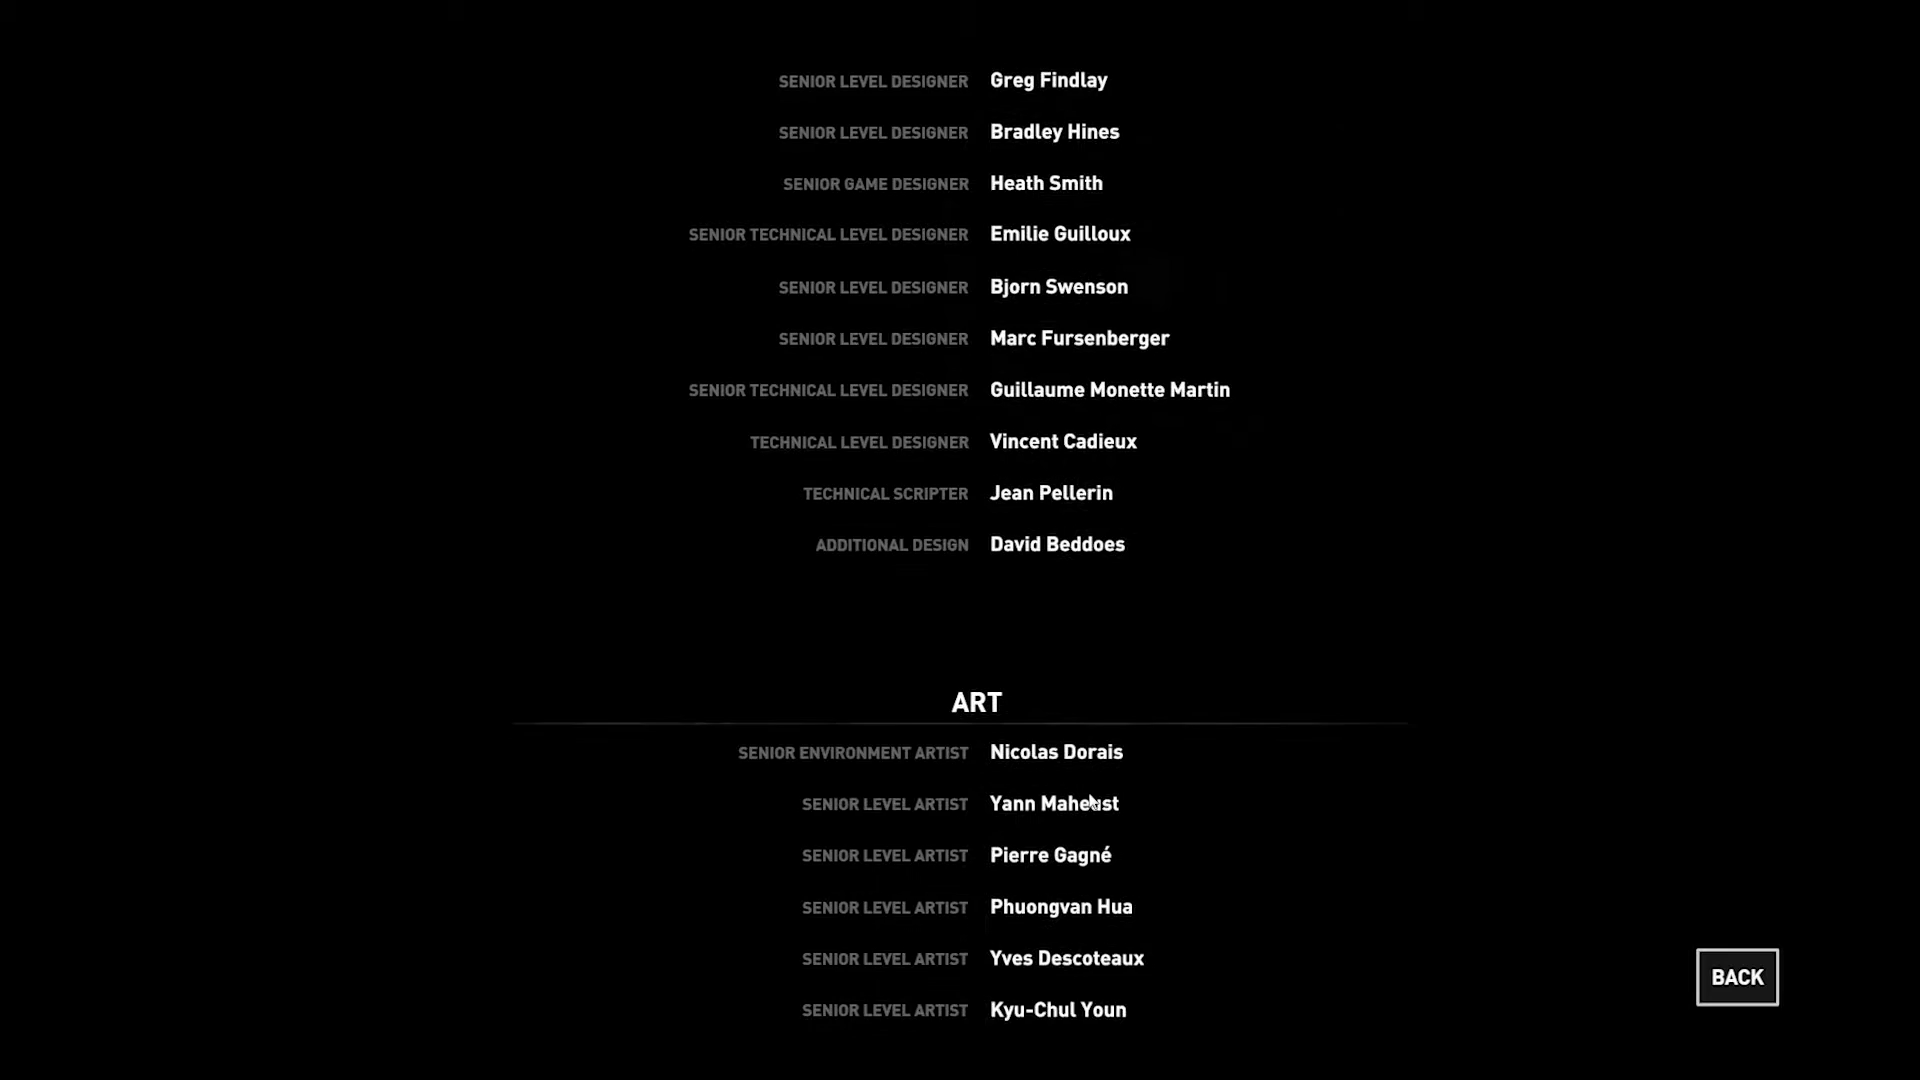 SENIOR LEVEL DESIGNER Greg Findlay
SENIOR LEVEL DESIGNER Bradley Hines
SENIOR GAME DESIGNER Heath Smith
SENIOR TECHNICAL LEVEL DESIGNER Emilie Guilloux
SENIOR LEVEL DESIGNER Bjorn Swenson
SENIOR LEVEL DESIGNER Marc Fursenberger
SENIOR TECHNICAL LEVEL DESIGNER Guillaume Monette Martin
TECHNICAL LEVEL DESIGNER Vincent Cadieux
TECHNICAL SCRIPTER Jean Pellerin
ADDITIONAL DESIGN David Beddoes
ART
SENIOR ENVIRONMENT ARTIST Nicolas Dorais
SENIOR LEVEL ARTIST Yann
SENIOR LEVEL ARTIST Pierre Gagné
SENIOR LEVEL ARTIST Phuongvan Hua
SENIOR LEVEL ARTIST Yves Descoteaux
SENIOR LEVEL ARTIST Kyu-Chul Youn
BACK